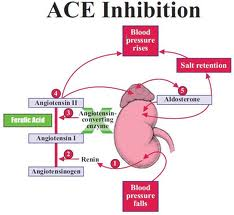 ACE Inhibition
Blood
pressure
rises
Salt retention
4
Angiotensin II
5
Aldosterone
3
Ferulic Acid
Angiotensin-
converting
enzyme
Angiotensin I
2
Renin
1
Angiotensinogen
Blood
pressure
falls